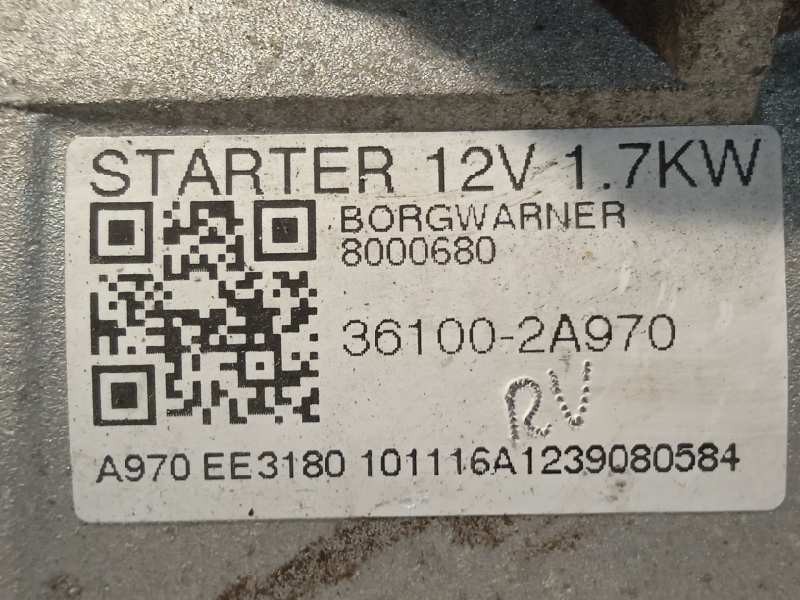 STARTER 12V 1.7KW
BORGWARNER
8000680
36100-2A970
RV
A970 EE3180 101116A1239080584